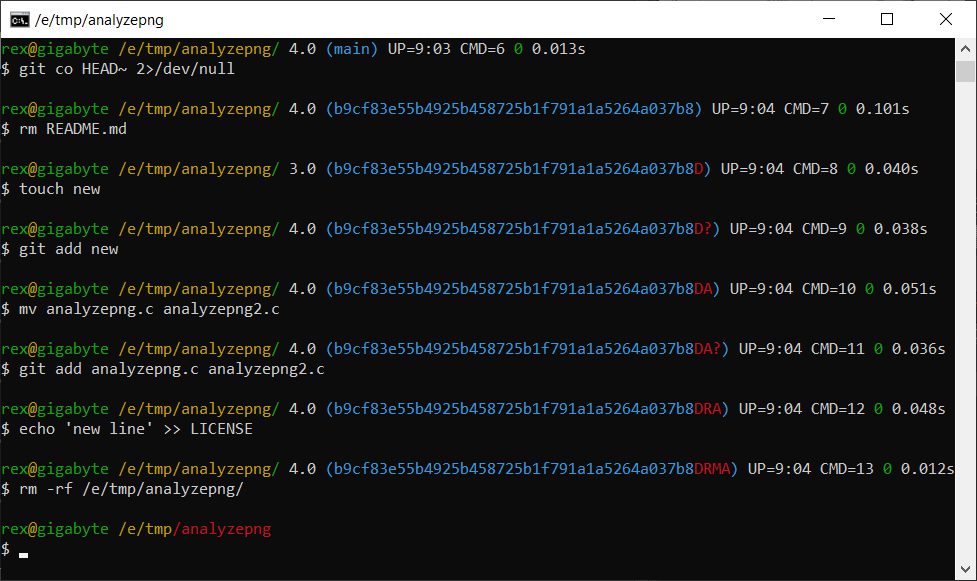 /e/tmp/analyzepng
rex@gigabyte /e/tmp/analyzepng/ 4.0 (main) UP=9:03 CMD=6 0 0.013s
$ git co HEAD~ 2>/dev/null
rex@gigabyte /e/tmp/analyzepng/ 4.0 (b9cf83e55b4925b458725b1f791a1a5264a037b8) UP=9:04 CMD=7 0 0.101s
$ rm README.md
rex@gigabyte /e/tmp/analyzepng/ 3.0 (b9cf83e55b4925b458725b1f791a1a5264a037b8D) UP=9:04 CMD=8 0 0.040s
$ touch new
rex@gigabyte /e/tmp/analyzepng/ 4.0 (b9cf83e55b4925b458725b1f791a1a5264a037b8D?) UP=9:04 CMD=9 0 0.038s
$ git add new
rex@gigabyte /e/tmp/analyzepng/ 4.0 (b9cf83e55b4925b458725b1f791a1a5264a037b8DA) UP=9:04 CMD=10 0 0.051s
$ mv analyzepng.c analyzepng2.c
rex@gigabyte /e/tmp/analyzepng/ 4.0 (b9cf83e55b4925b458725b1f791a1a5264a037b8DA?) UP=9:04 CMD=11 0 0.036s
$ git add analyzepng.c analyzepng2.c
rex@gigabyte /e/tmp/analyzepng/ 4.0 (b9cf83e55b4925b458725b1f791a1a5264a037b8DRA) UP=9:04 CMD=12 0 0.048s
$ echo 'new line' >> LICENSE
rex@gigabyte /e/tmp/analyzepng/ 4.0 (b9cf83e55b4925b458725b1f791a1a5264a037b8DRMA) UP=9:04 CMD=13 0 0.012s
$ rm -rf /e/tmp/analyzepng/
rex@gigabyte /e/tmp/analyzepng
$